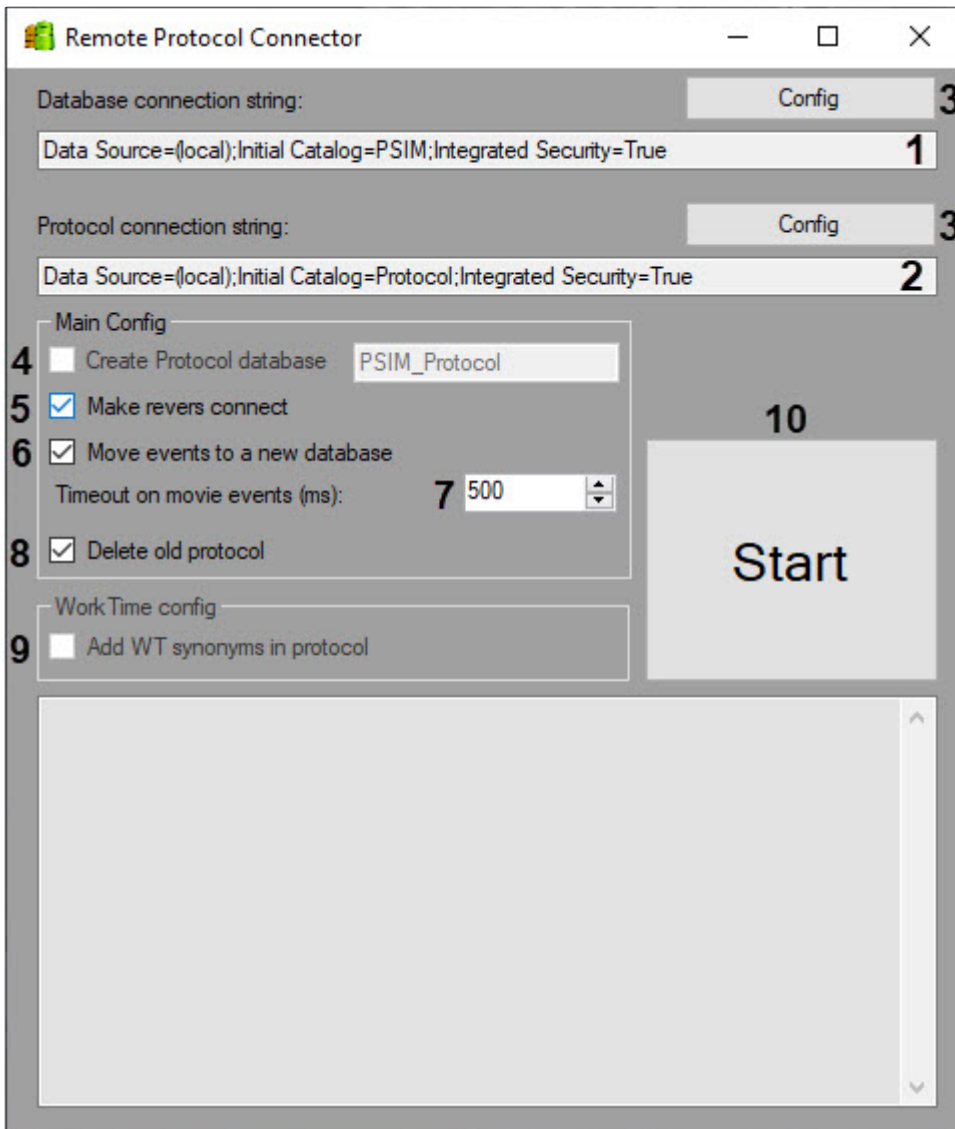 Remote Protocol Connector
Database connection string:
Config 3
Data Source=(local);Initial Catalog=PSIM;Integrated Security=True 1
Protocol connection string:
Config 3
Data Source=(local);Initial Catalog=Protocol;Integrated Security=True 2
Main Config
4 Create Protocol database PSIM_Protocol
5 Make revers connect
6 Move events to a new database
Timeout on movie events (ms): 7 500
8 Delete old protocol
10
Start
WorkTime config
9 Add WT synonyms in protocol